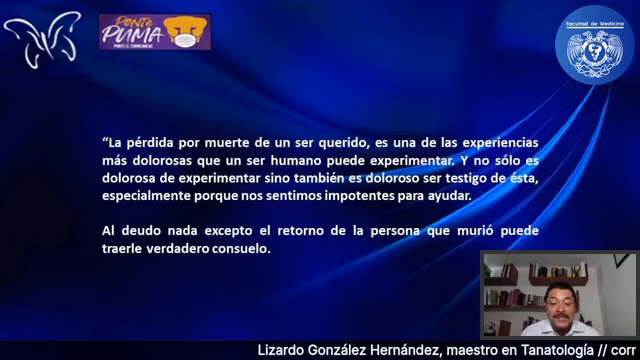 PONTE
PUMA
PONTE EL CUBREBOCAS
Facultad de Medicina
“La pérdida por muerte de un ser querido, es una de las experiencias
más dolorosas que un ser humano puede experimentar. Y no sólo es
dolorosa de experimentar sino también es doloroso ser testigo de ésta,
especialmente porque nos sentimos impotentes para ayudar.
Al deudo nada excepto el retorno de la persona que murió puede
traerle verdadero consuelo.
Lizardo González Hernández, maestro en Tanatología // corr